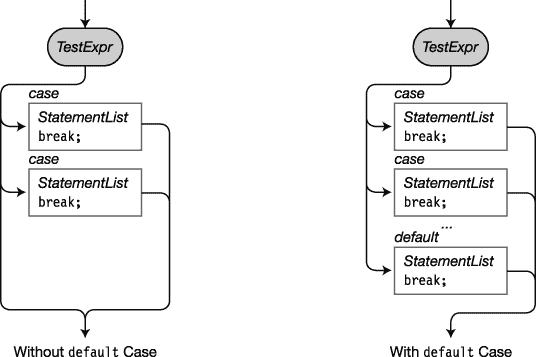 TestExpr
case
StatementList
break;
case
StatementList
break;
Without default Case
TestExpr
case
StatementList
break;
case
StatementList
break;
...
default
StatementList
break;
With default Case